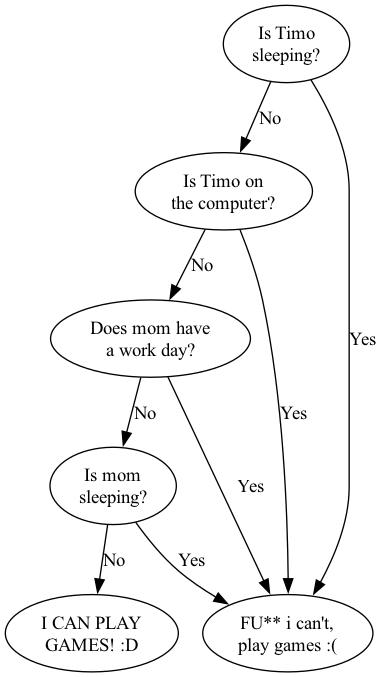 Is Timo
sleeping?
No
Is Timo on
the computer?
No
Yes
Does mom have
a work day?
Yes
No
Is mom
sleeping?
Yes
No
Yes
I CAN PLAY
GAMES! :D
FU** i can't,
play games :(